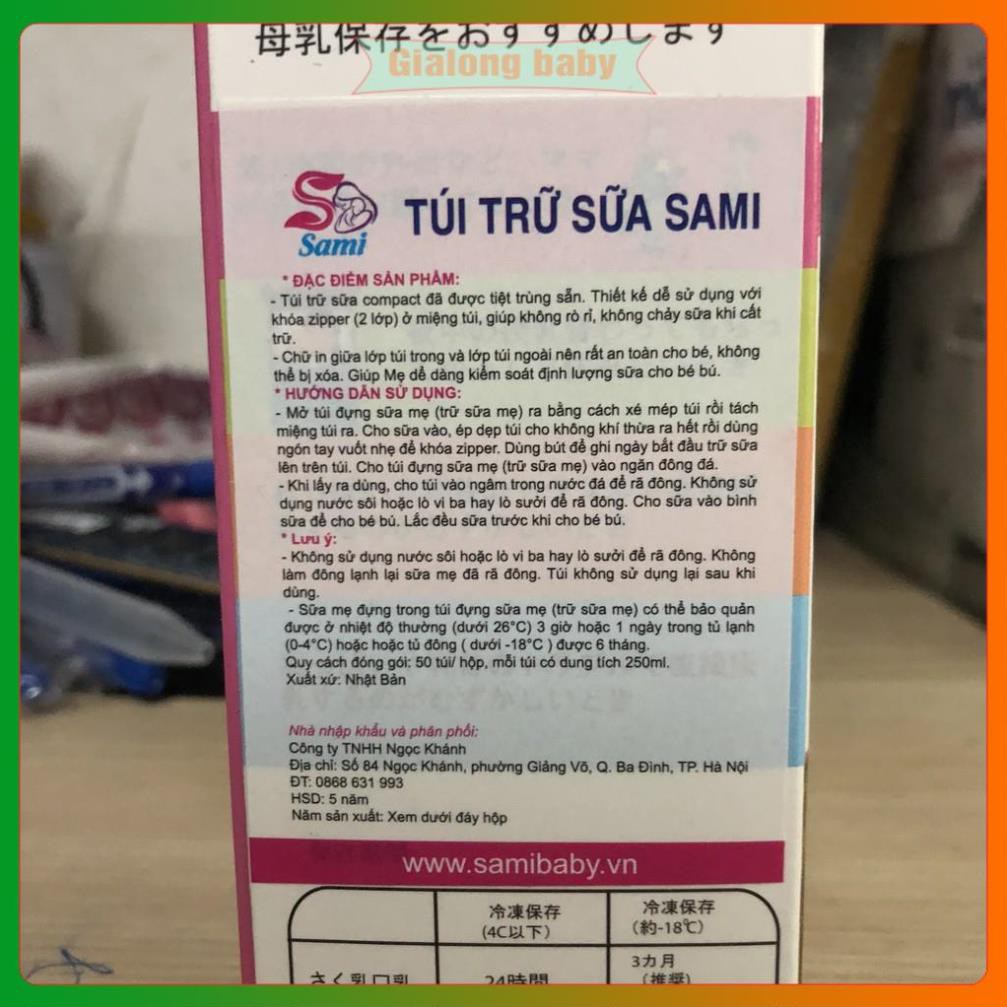 母乳保存をおすすめします
Gialong baby
Sami
TÚI TRỮ SỮA SAMI
* ĐẶC ĐIỂM SẢN PHẨM:
- Túi trữ sữa compact đã được tiệt trùng sẵn. Thiết kế dễ sử dụng với
khóa zipper (2 lớp) ở miệng túi, giúp không rò rỉ, không chảy sữa khi cất
trữ.
- Chữ in giữa lớp túi trong và lớp túi ngoài nên rất an toàn cho bé, không
thể bị xóa. Giúp Mẹ dể dàng kiểm soát định lượng sữa cho bé bú.
* HƯỚNG DẪN SỬ DỤNG:
- Mở túi đựng sữa mẹ (trữ sữa mẹ) ra bằng cách xé mép túi rồi tách
miệng túi ra. Cho sữa vào, ép dẹp túi cho không khí thừa ra hết rồi dùng
ngón tay vuốt nhẹ để khóa zipper. Dùng bút để ghi ngày bắt đầu trữ sữa
lên trên túi. Cho túi đựng sữa mẹ (trữ sữa mẹ) vào ngăn đông đá.
- Khi lấy ra dùng, cho túi vào ngâm trong nước đá để rã đông. Không sử
dụng nước sôi hoặc lò vi ba hay lò sưởi để rã đông. Cho sữa vào bình
sữa để cho bé bú. Lắc đều sữa trước khi cho bé bú.
* Lưu ý:
- Không sử dụng nước sôi hoặc lò vi ba hay lò sưởi để rã đông. Không
làm đông lạnh lại sữa mẹ đã rã đông. Túi không sử dụng lại sau khi
dùng.
- Sữa mẹ đựng trong túi đựng sữa mẹ (trữ sữa mẹ) có thể bảo quản
được ở nhiệt độ thường (dưới 26°C) 3 giờ hoặc 1 ngày trong tủ lạnh
(0-4°C) hoặc hoặc tủ đông ( dưới -18°C ) được 6 tháng.
Quy cách đóng gói: 50 túi/ hộp, mỗi túi có dung tích 250ml.
Xuất xứ: Nhật Bản
Nhà nhập khẩu và phân phối:
Công ty TNHH Ngọc Khánh
Địa chỉ: Số 84 Ngọc Khánh, phường Giảng Võ, Q. Ba Đình, TP. Hà Nội
ĐT: 0868 631 993
HSD: 5 năm
Năm sản xuất: Xem dưới đáy hộp
www.samibaby.vn
冷凍保存 冷凍保存
(4C以下) (約-18℃)
さく乳口乳 24時間 3カ月
(推奨)